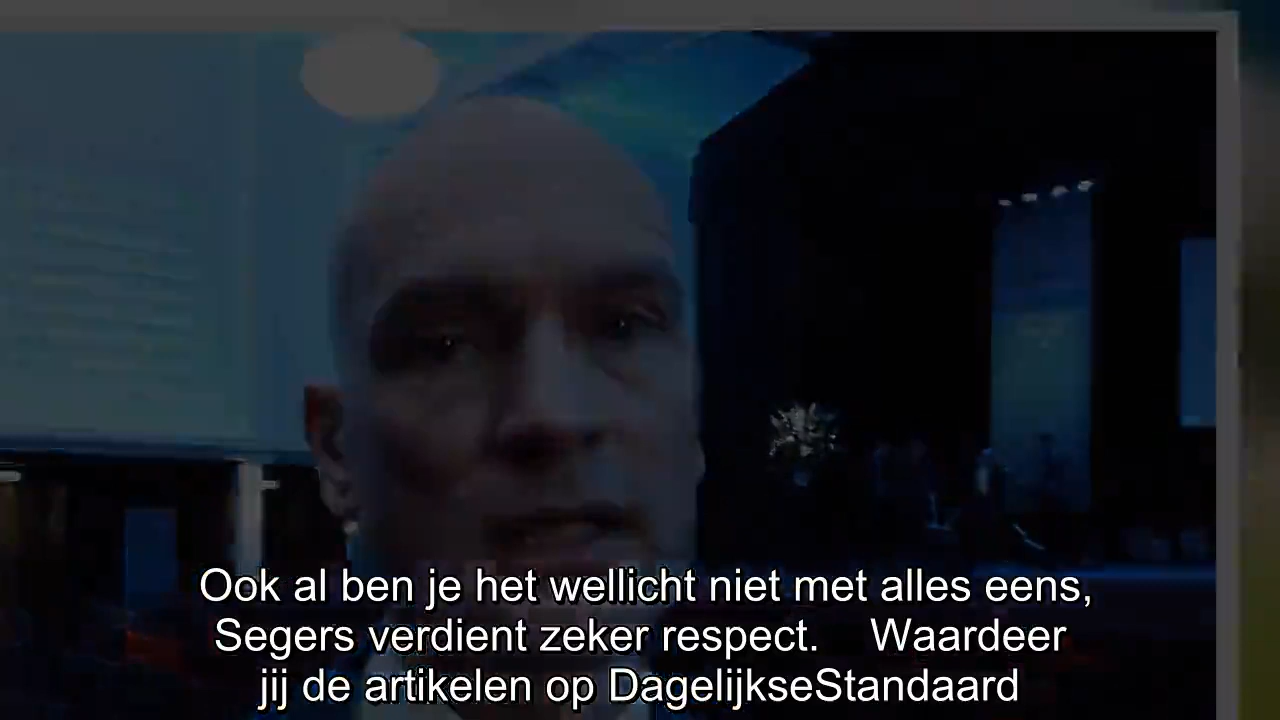 Ook al ben je het wellicht niet met alles eens,
Segers verdient zeker respect. Waardeer
jij de artikelen op DagelijkseStandaard